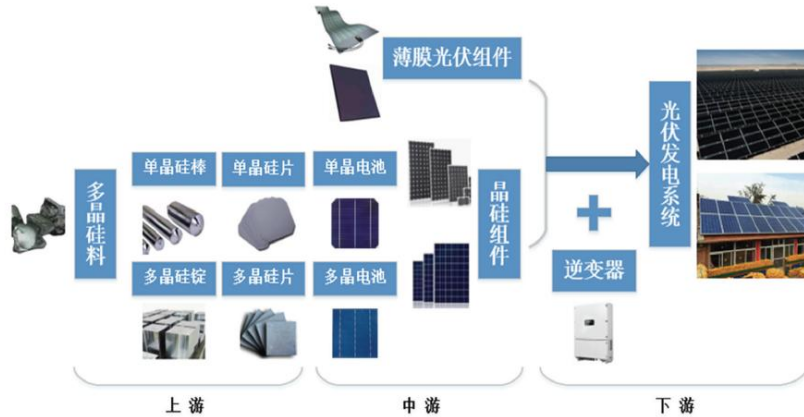 薄膜光伏组件
多晶硅料
单晶硅棒
单晶硅片
单晶电池
多晶硅锭
多晶硅片
多晶电池
晶硅组件
逆变器
光伏发电系统
上游
中游
下游